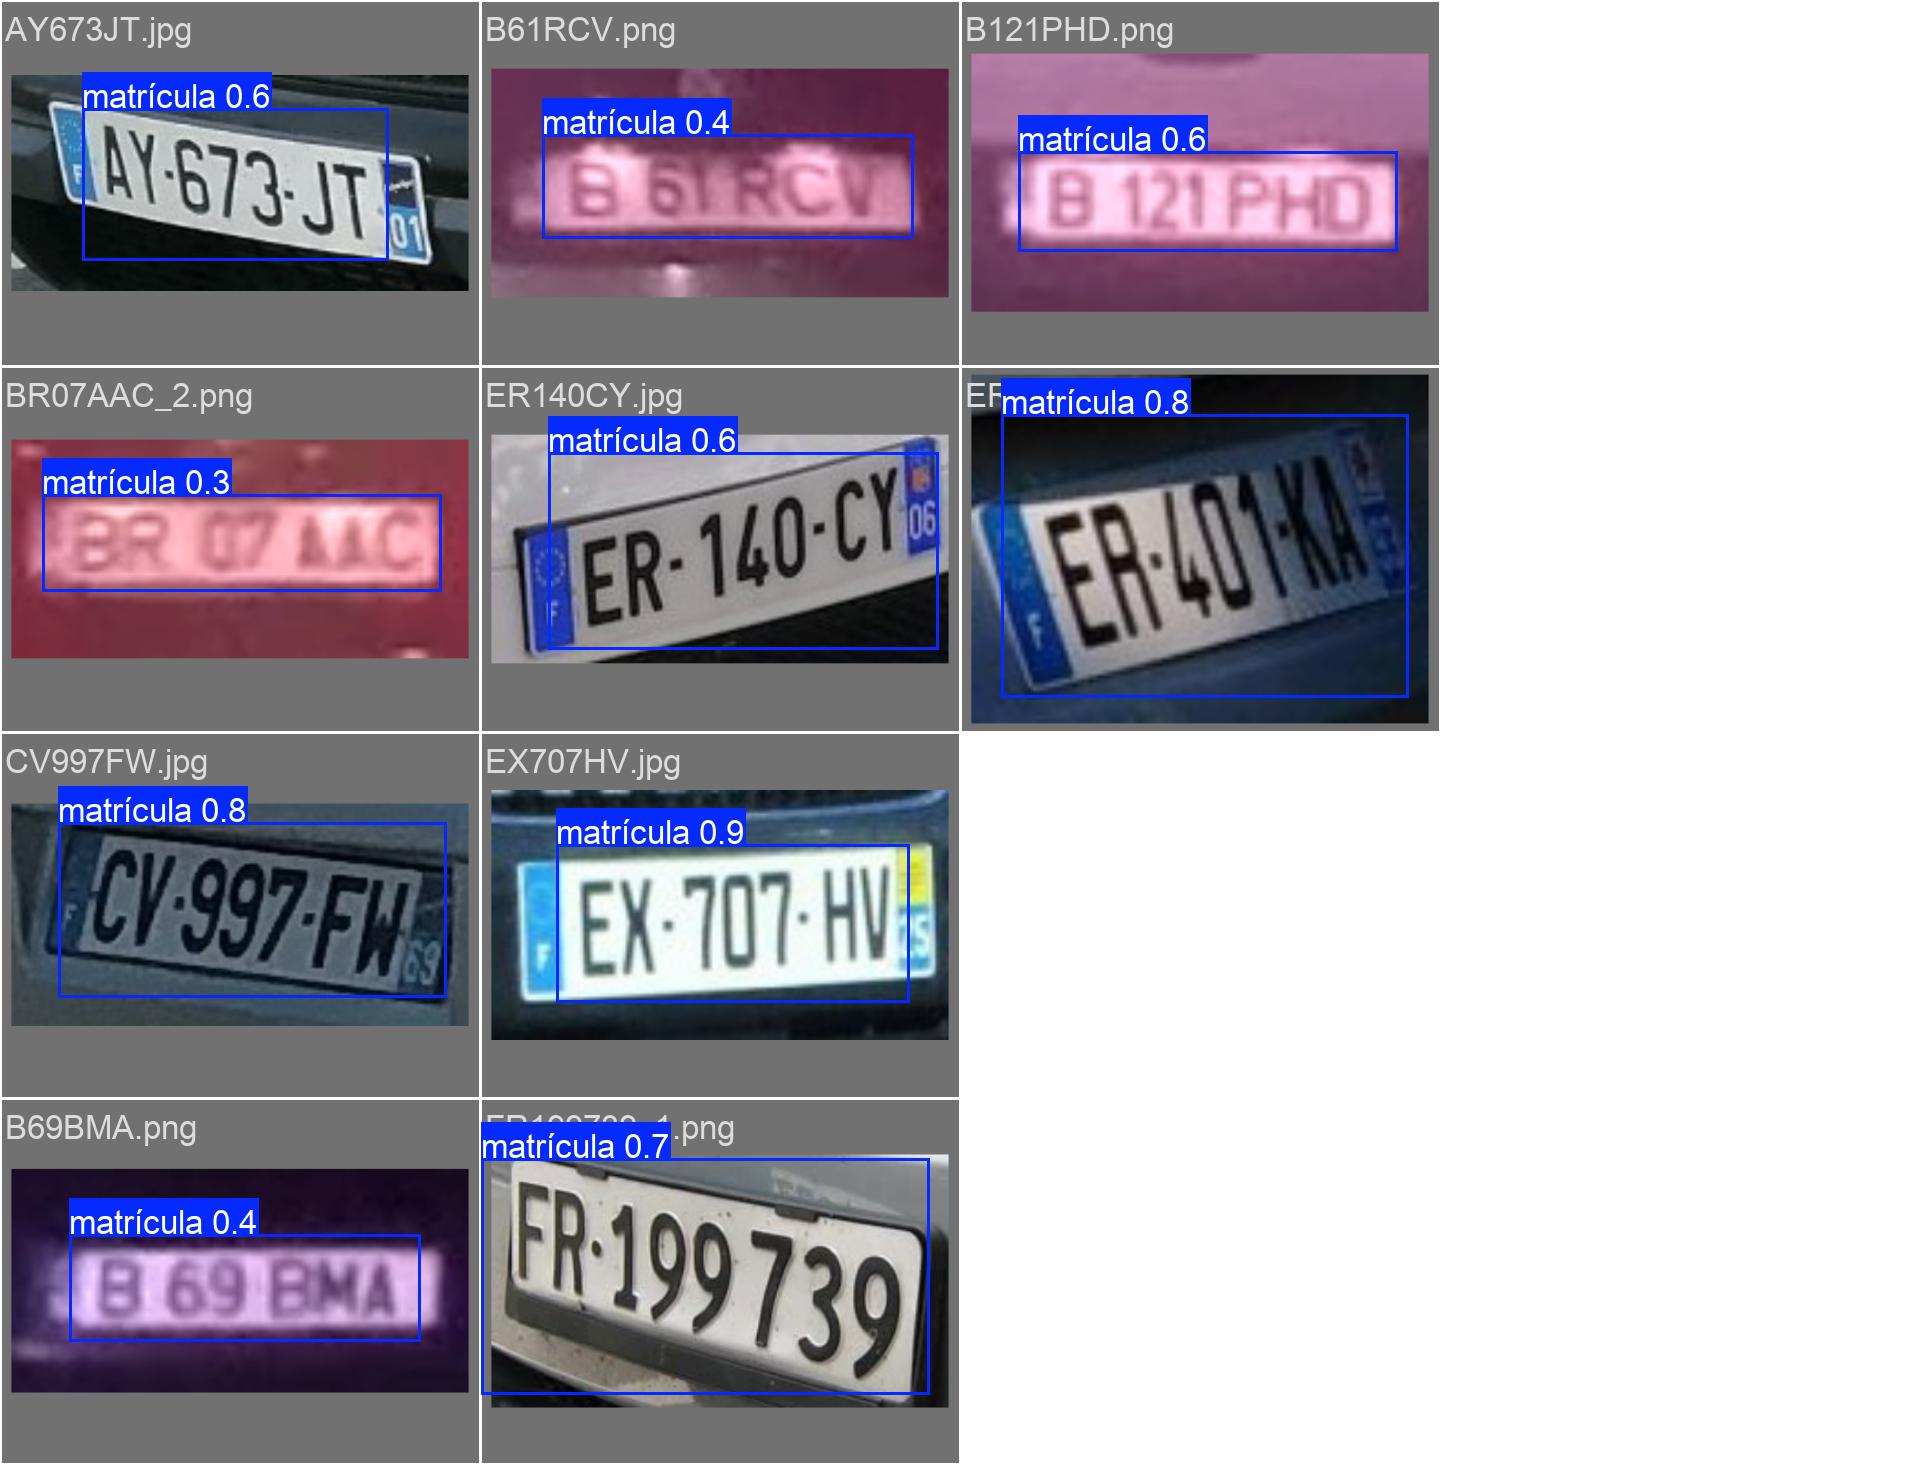 AY673JT.jpg
matrícula 0.6
F
AY-673-JT
01
B61RCV.png
matrícula 0.4
B 61 RCV
B121PHD.png
matrícula 0.6
B 121 PHD
BR07AAC_2.png
matrícula 0.3
BR 07 AAC
ER140CY.jpg
matrícula 0.6
F
ER-140-CY
06
ER
matrícula 0.8
F
ER-401-KA
CV997FW.jpg
matrícula 0.8
F
CV-997-FW
69
EX707HV.jpg
matrícula 0.9
F
EX-707-HV
B69BMA.png
matrícula 0.4
B 69 BMA
.png
matrícula 0.7
FR·199 739